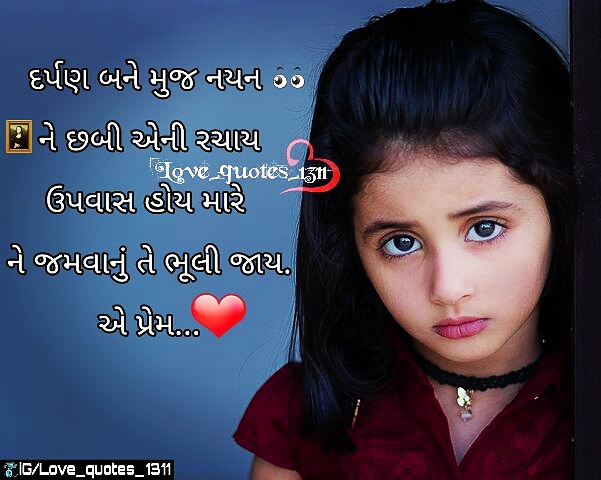 દર્પણ બને મુજ નયન 👀
ને છબી એની રચાય
Love_quotes_1311
ઉપવાસ હોય મારે
ને જમવાનું તે ભૂલી જાય.
એ પ્રેમ...❤
IG/Love_quotes_1311